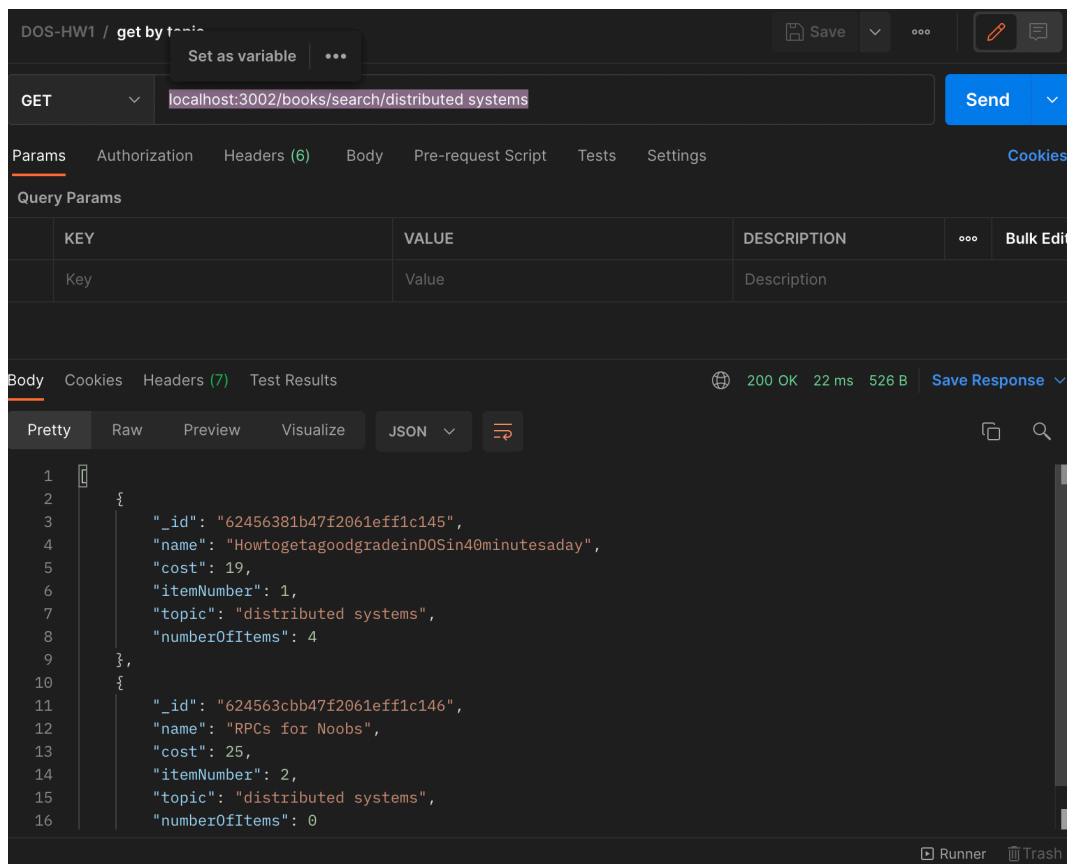 DOS-HW1 / get by topic
Save
Set as variable
GET localhost:3002/books/search/distributed systems Send
Params Authorization Headers (6) Body Pre-request Script Tests Settings Cookies
Query Params
KEY VALUE DESCRIPTION Bulk Edit
Key Value Description
Body Cookies Headers (7) Test Results 200 OK 22 ms 526 B Save Response
Pretty Raw Preview Visualize JSON
1 [
2 {
3 "_id": "62456381b47f2061eff1c145",
4 "name": "HowtogetagoodgradeinDOSin40minutesaday",
5 "cost": 19,
6 "itemNumber": 1,
7 "topic": "distributed systems",
8 "numberOfItems": 4
9 },
10 {
11 "_id": "624563cbb47f2061eff1c146",
12 "name": "RPCs for Noobs",
13 "cost": 25,
14 "itemNumber": 2,
15 "topic": "distributed systems",
16 "numberOfItems": 0
Runner Trash